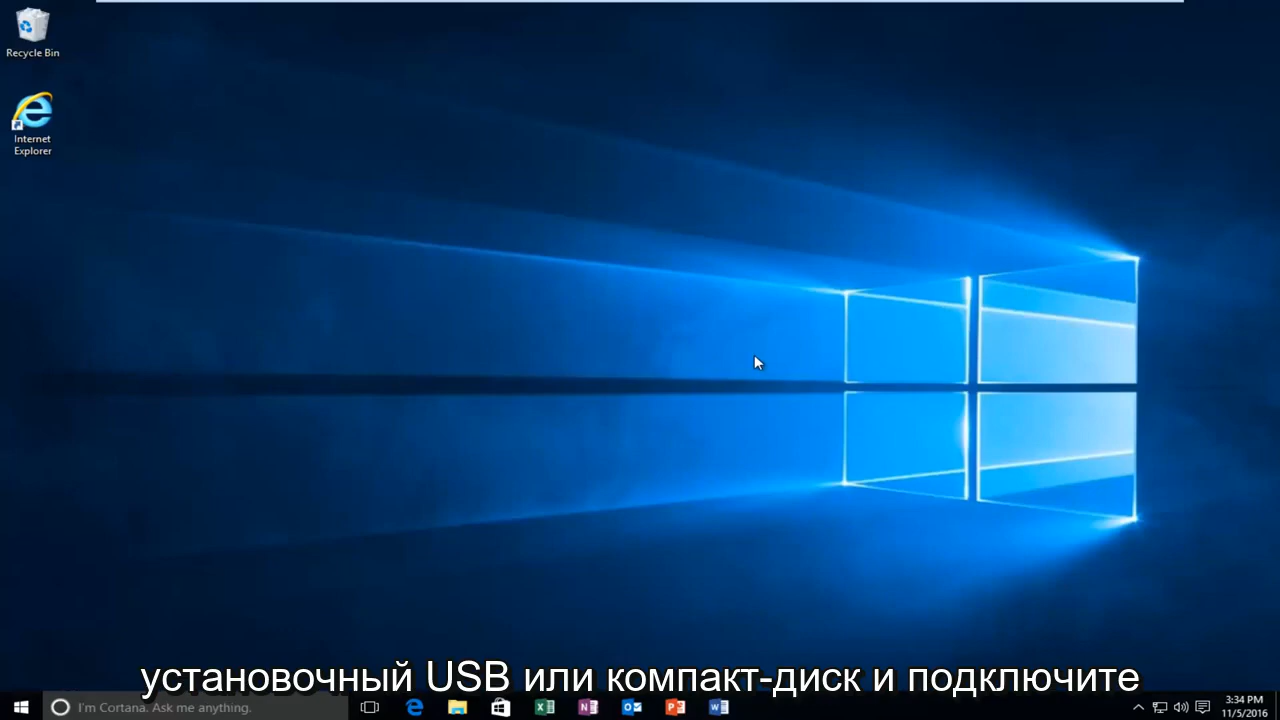 Recycle Bin
Internet
Explorer
установочный USB или компакт-диск и подключите
I'm Cortana. Ask me anything.
3:34 PM
11/5/2016